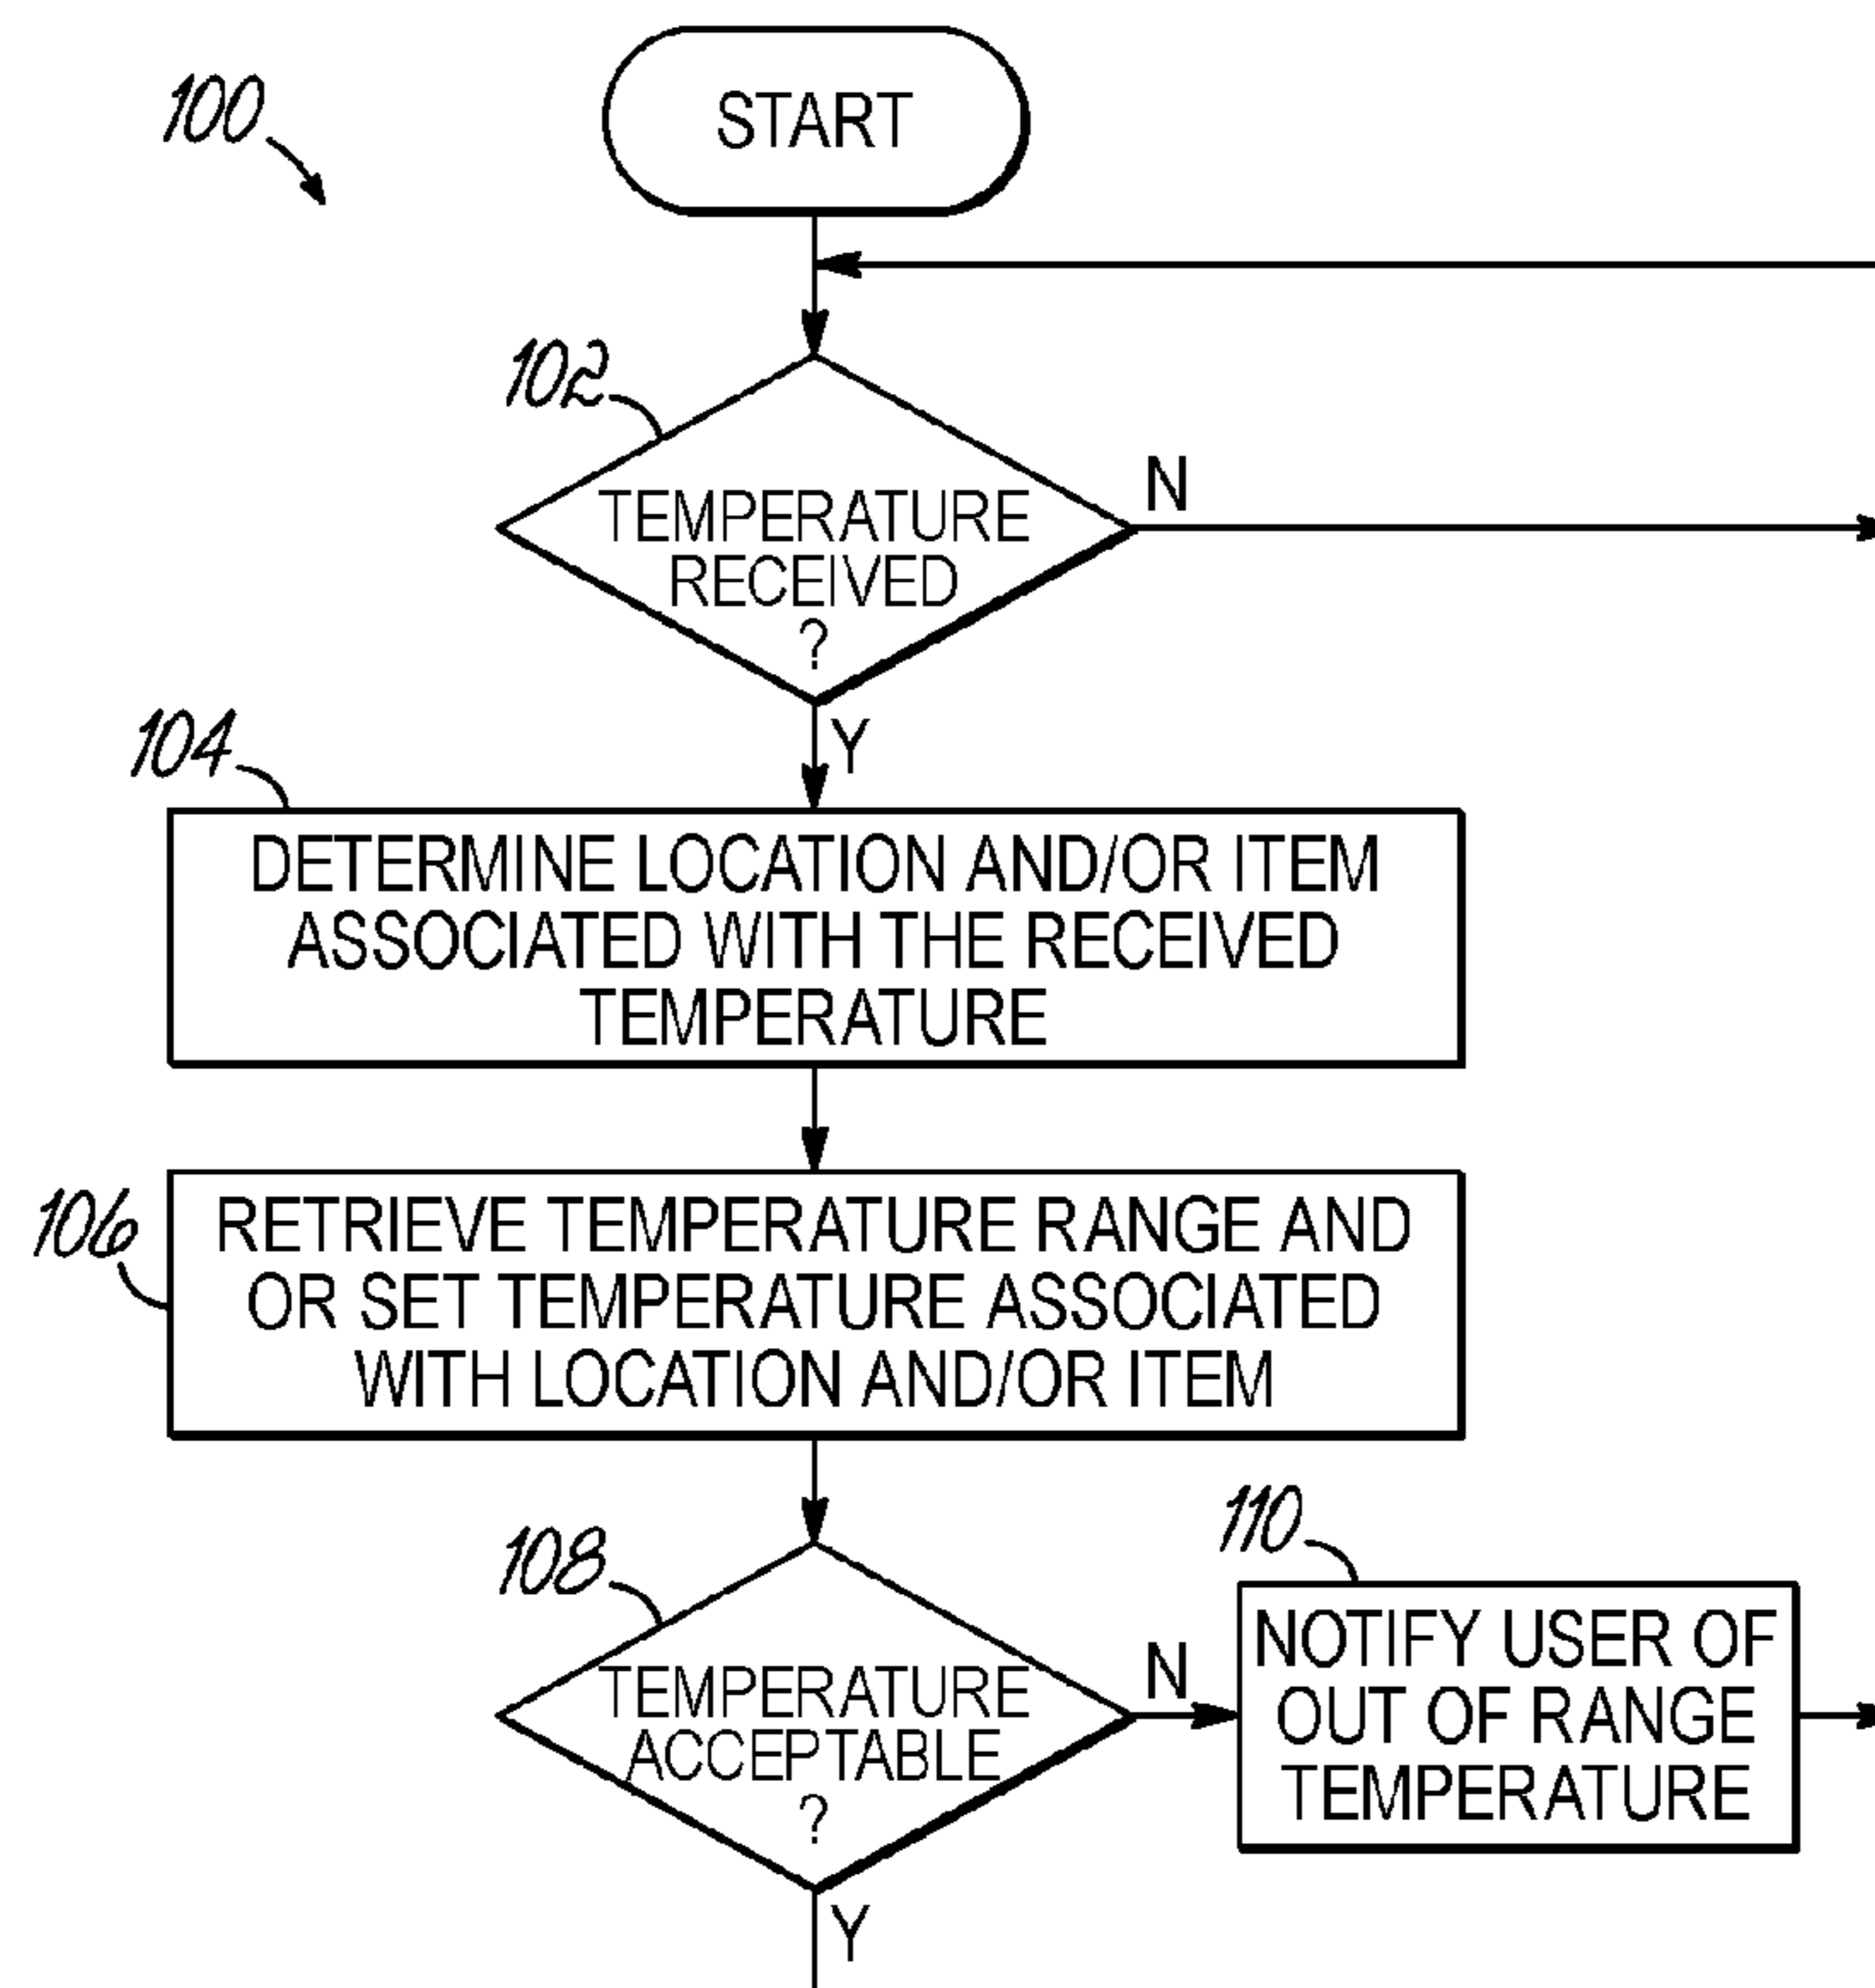 100
START
102
TEMPERATURE
RECEIVED
?
N
Y
104
DETERMINE LOCATION AND/OR ITEM
ASSOCIATED WITH THE RECEIVED
TEMPERATURE
106
RETRIEVE TEMPERATURE RANGE AND
OR SET TEMPERATURE ASSOCIATED
WITH LOCATION AND/OR ITEM
108
TEMPERATURE
ACCEPTABLE
?
N
110
NOTIFY USER OF
OUT OF RANGE
TEMPERATURE
Y